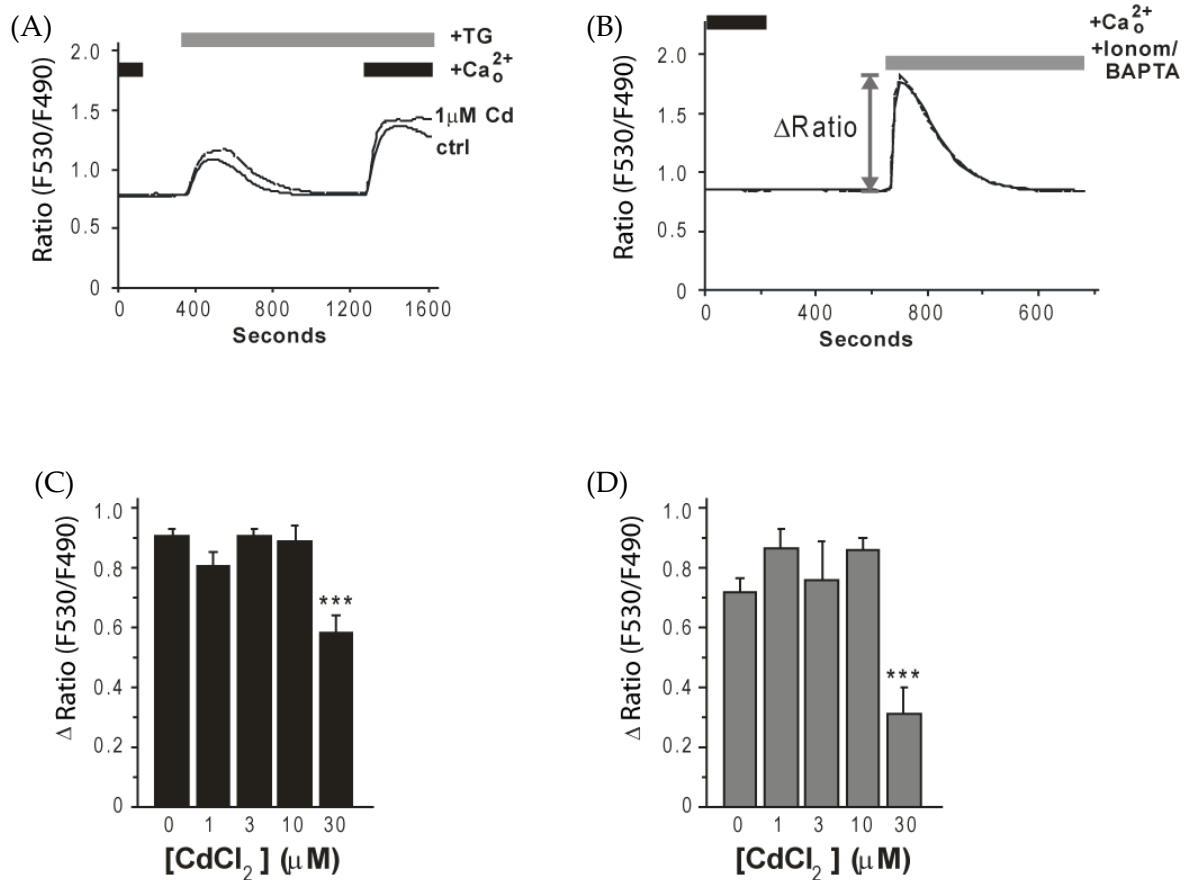 (A)
+TG
+Ca₀²⁺
2.0
1.5
1.0
0.5
0
Ratio (F530/F490)
1μM Cd
ctrl
0 400 800 1200 1600
Seconds
(B)
+Ca₀²⁺
+Ionom/
BAPTA
2.0
1.5
1.0
0.5
0
Ratio (F530/F490)
ΔRatio
0 400 800 600
Seconds
(C)
1.0
0.8
0.6
0.4
0.2
0
Δ Ratio (F530/F490)
***
0 1 3 10 30
[CdCl₂ ] (μM)
(D)
1.0
0.8
0.6
0.4
0.2
0
Δ Ratio (F530/F490)
***
0 1 3 10 30
[CdCl₂ ] (μM)